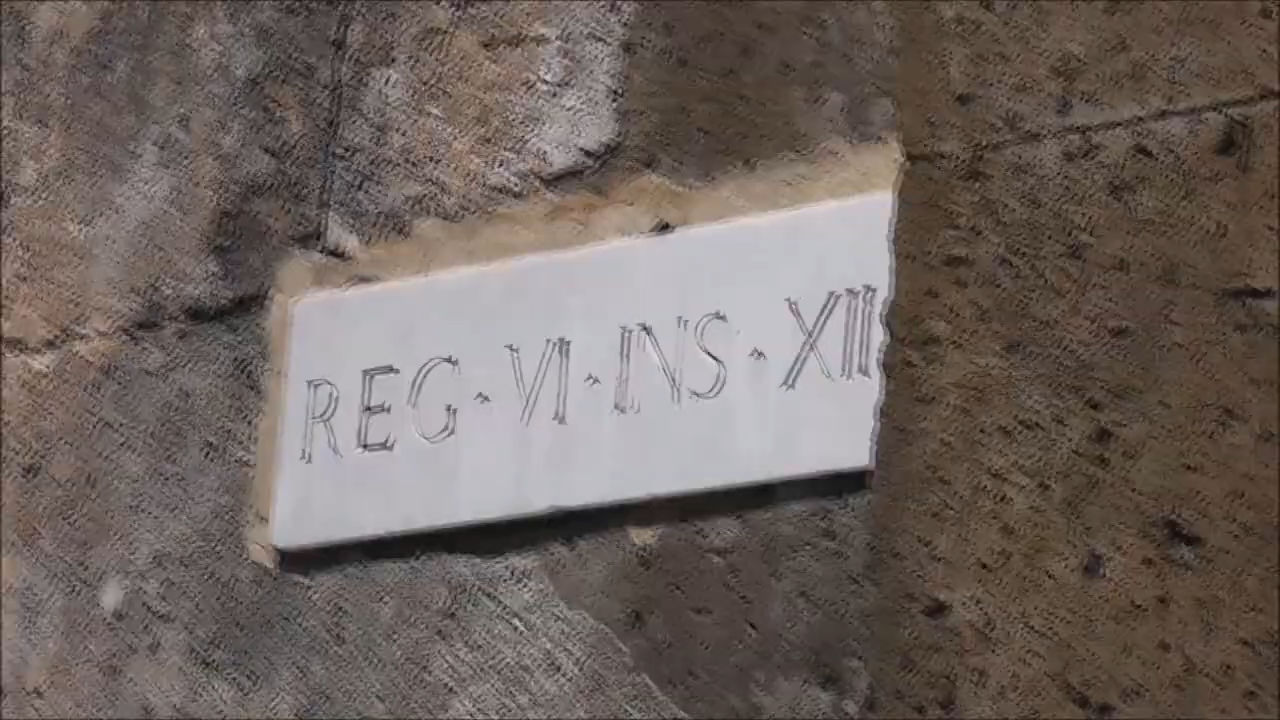 REG · VI · INS · XII